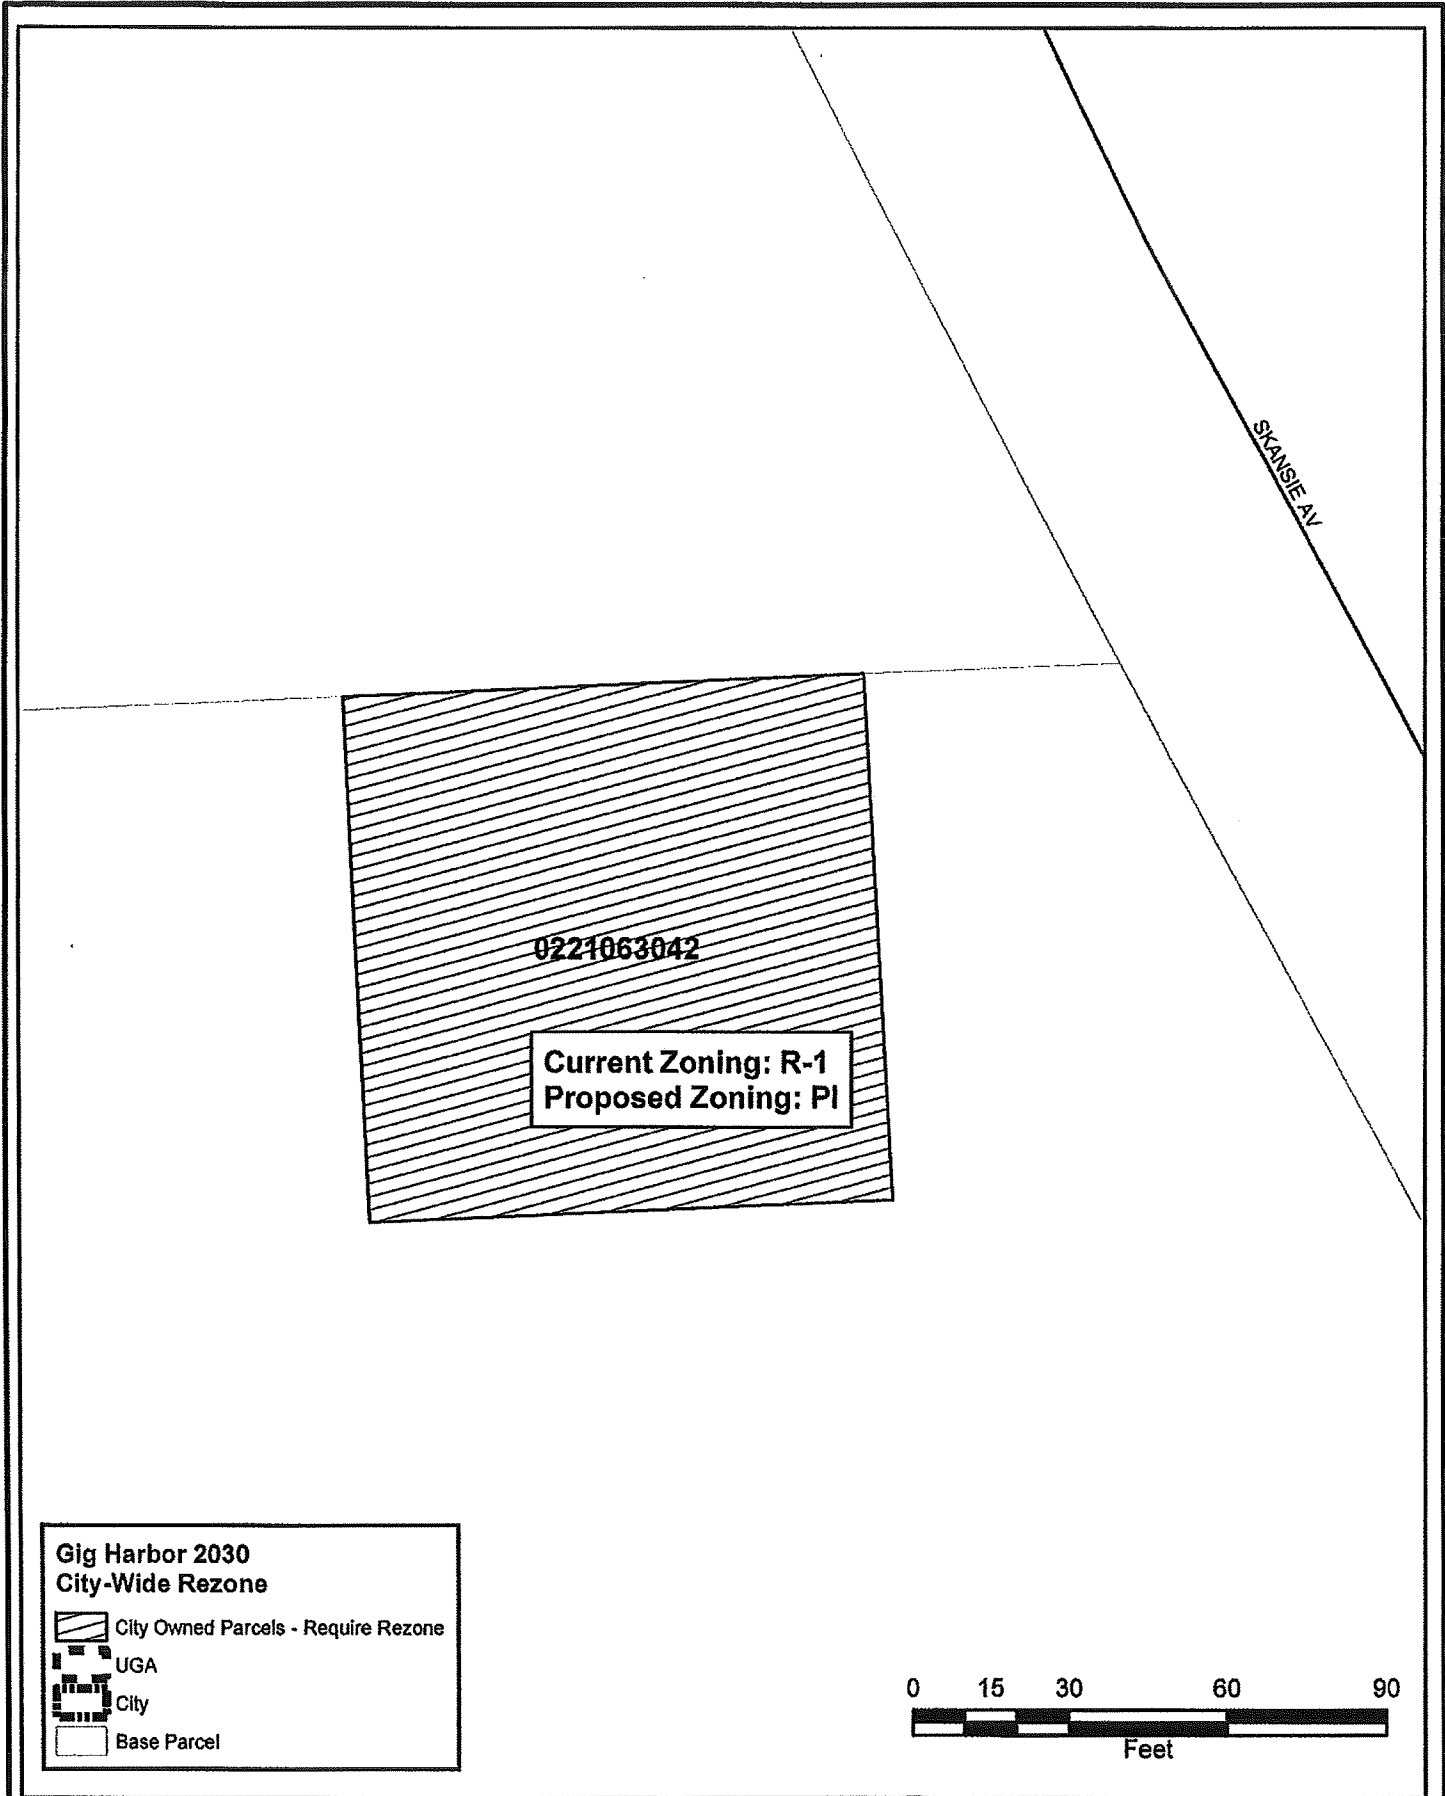 SKANSIE AV
0221063042
Current Zoning: R-1
Proposed Zoning: PI
Gig Harbor 2030
City-Wide Rezone
City Owned Parcels - Require Rezone
UGA
City
Base Parcel
0 15 30 60 90
Feet